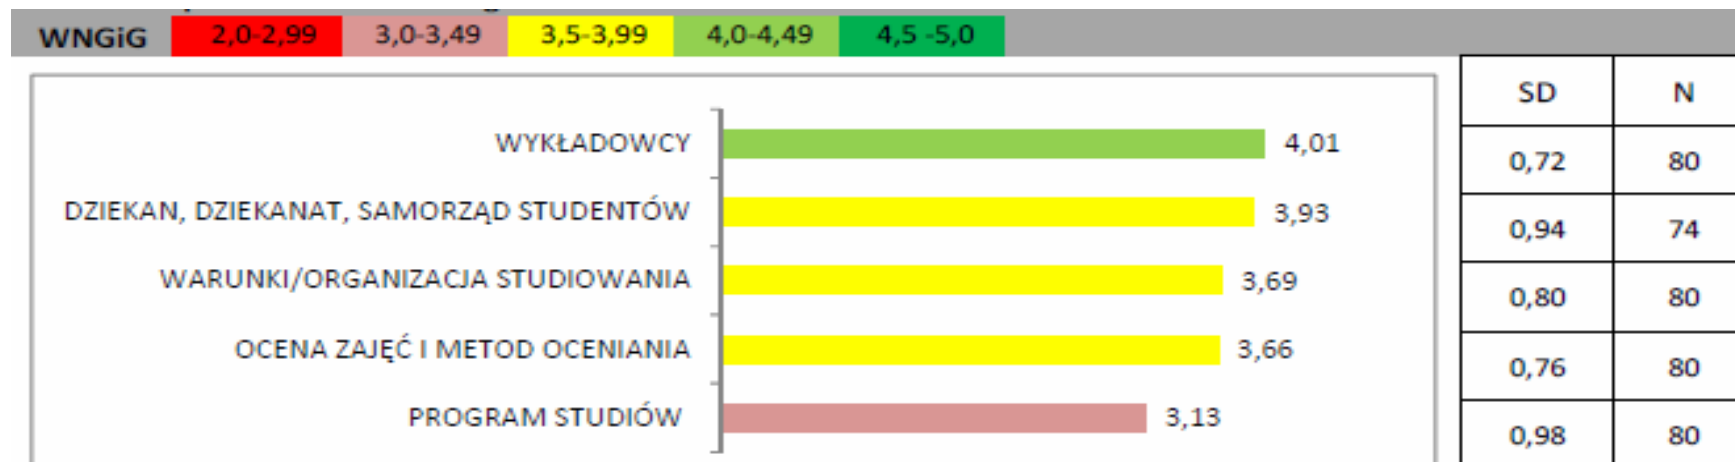 WNGiG 2,0-2,99 3,0-3,49 3,5-3,99 4,0-4,49 4,5 -5,0
SD N
WYKŁADOWCY 4,01 0,72 80
DZIEKAN, DZIEKANAT, SAMORZĄD STUDENTÓW 3,93 0,94 74
WARUNKI/ORGANIZACJA STUDIOWANIA 3,69 0,80 80
OCENA ZAJĘĆ I METOD OCENIANIA 3,66 0,76 80
PROGRAM STUDIÓW 3,13 0,98 80